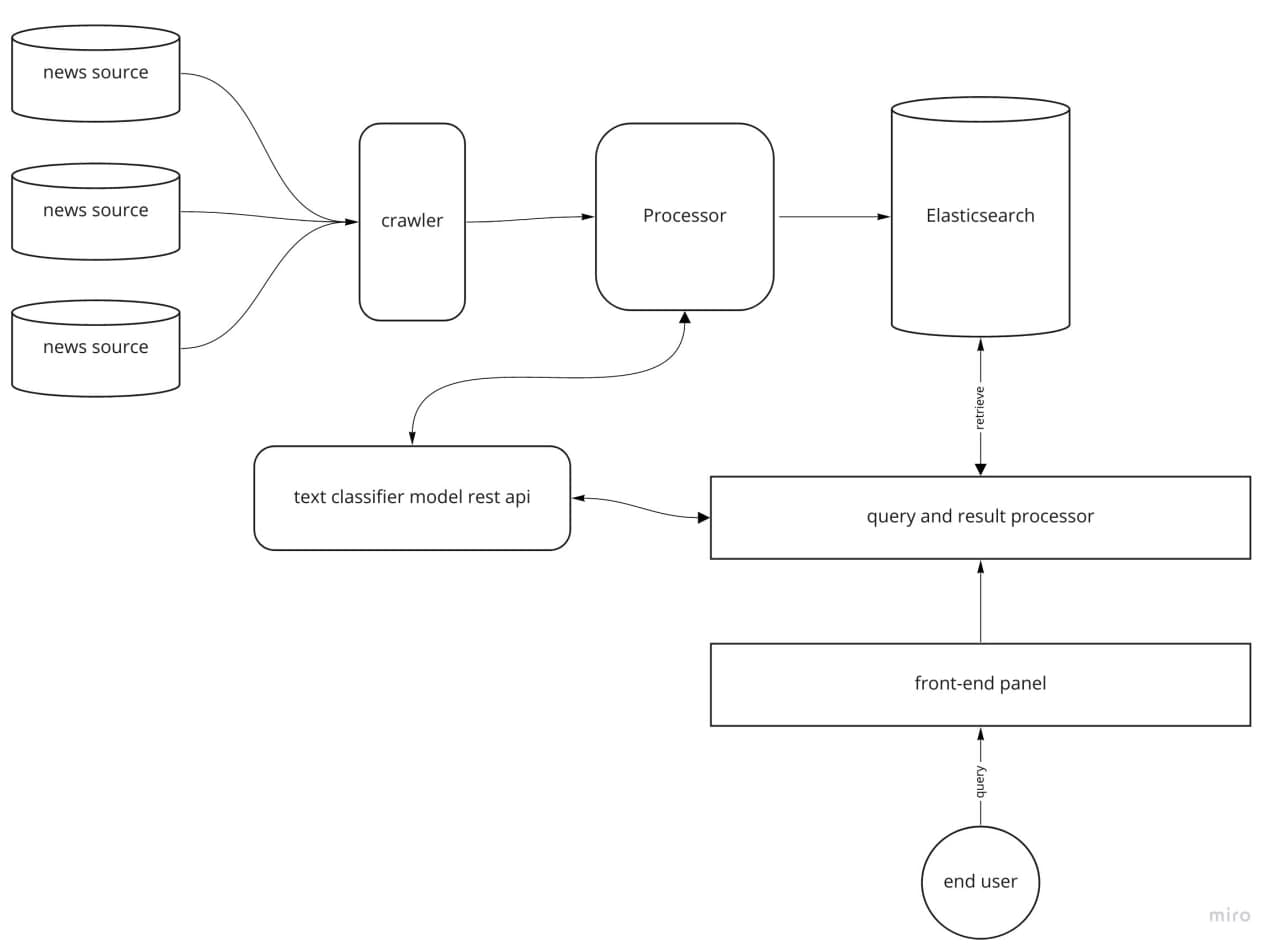 news source
news source
news source
crawler
Processor
Elasticsearch
retrieve
text classifier model rest api
query and result processor
front-end panel
query
end user
miro